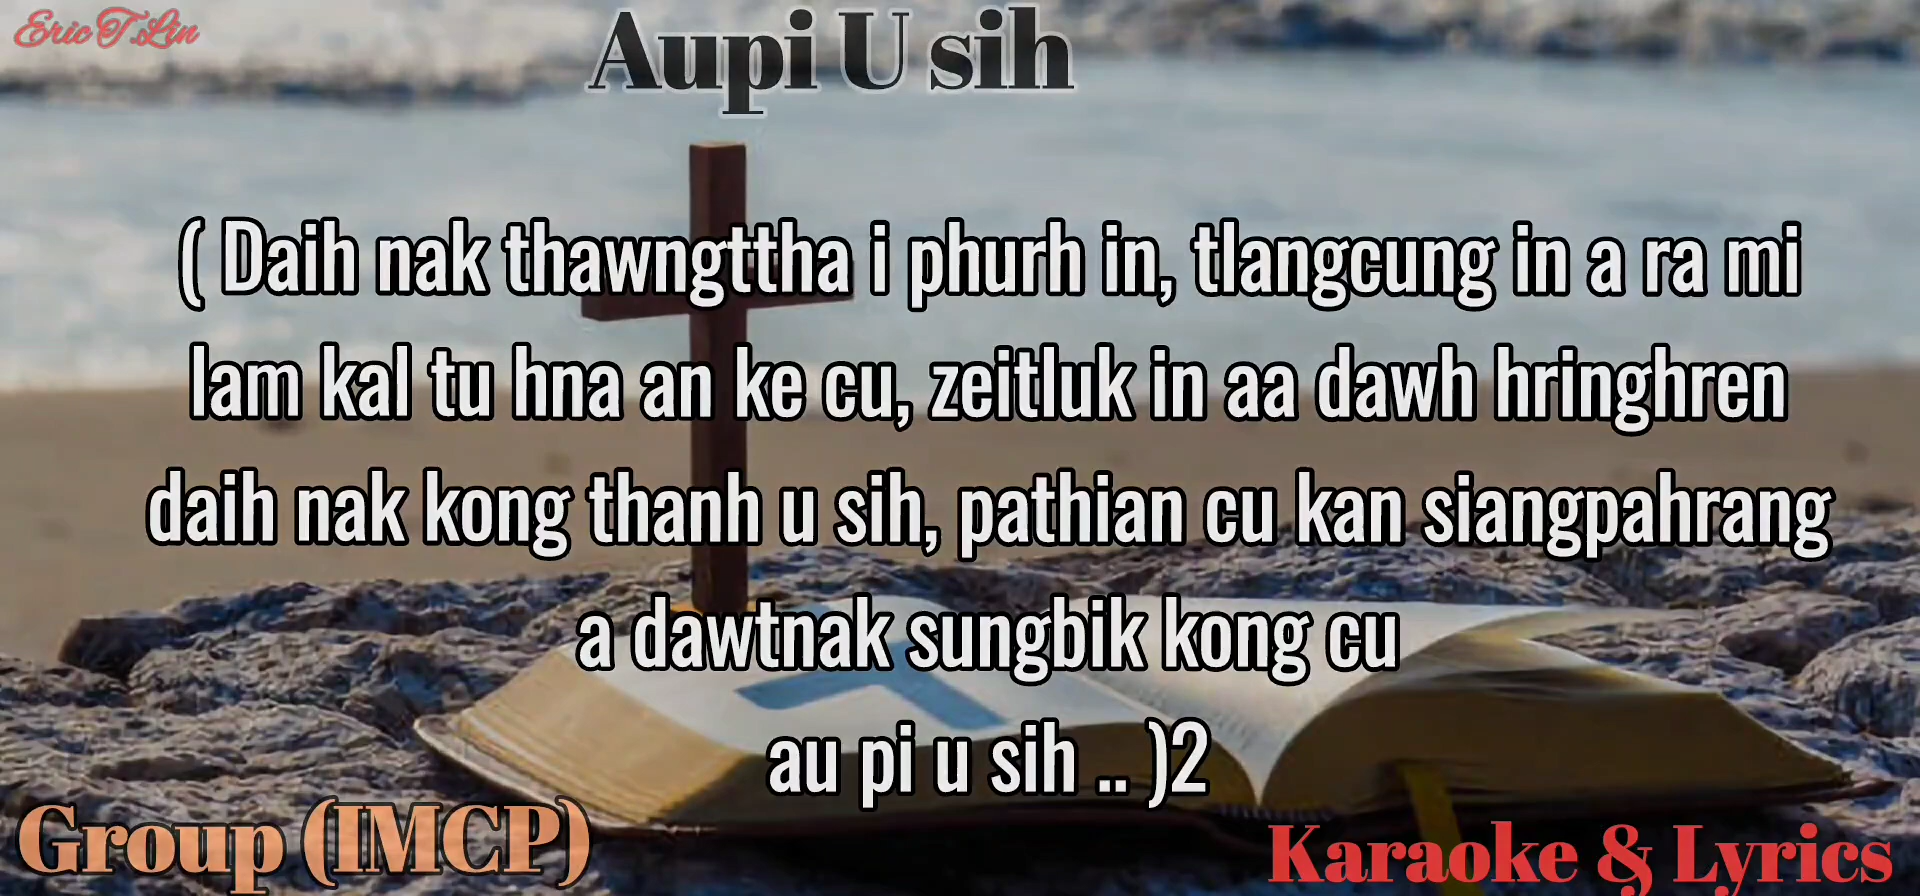 Eric T.Lin
Aupi U sih
( Daih nak thawngttha i phurh in, tlangcung in a ra mi
lam kal tu hna an ke cu, zeitluk in aa dawh hringhren
daih nak kong thanh u sih, pathian cu kan siangpahrang
a dawtnak sungbik kong cu
au pi u sih .. )2
Group (IMCP)
Karaoke & Lyrics